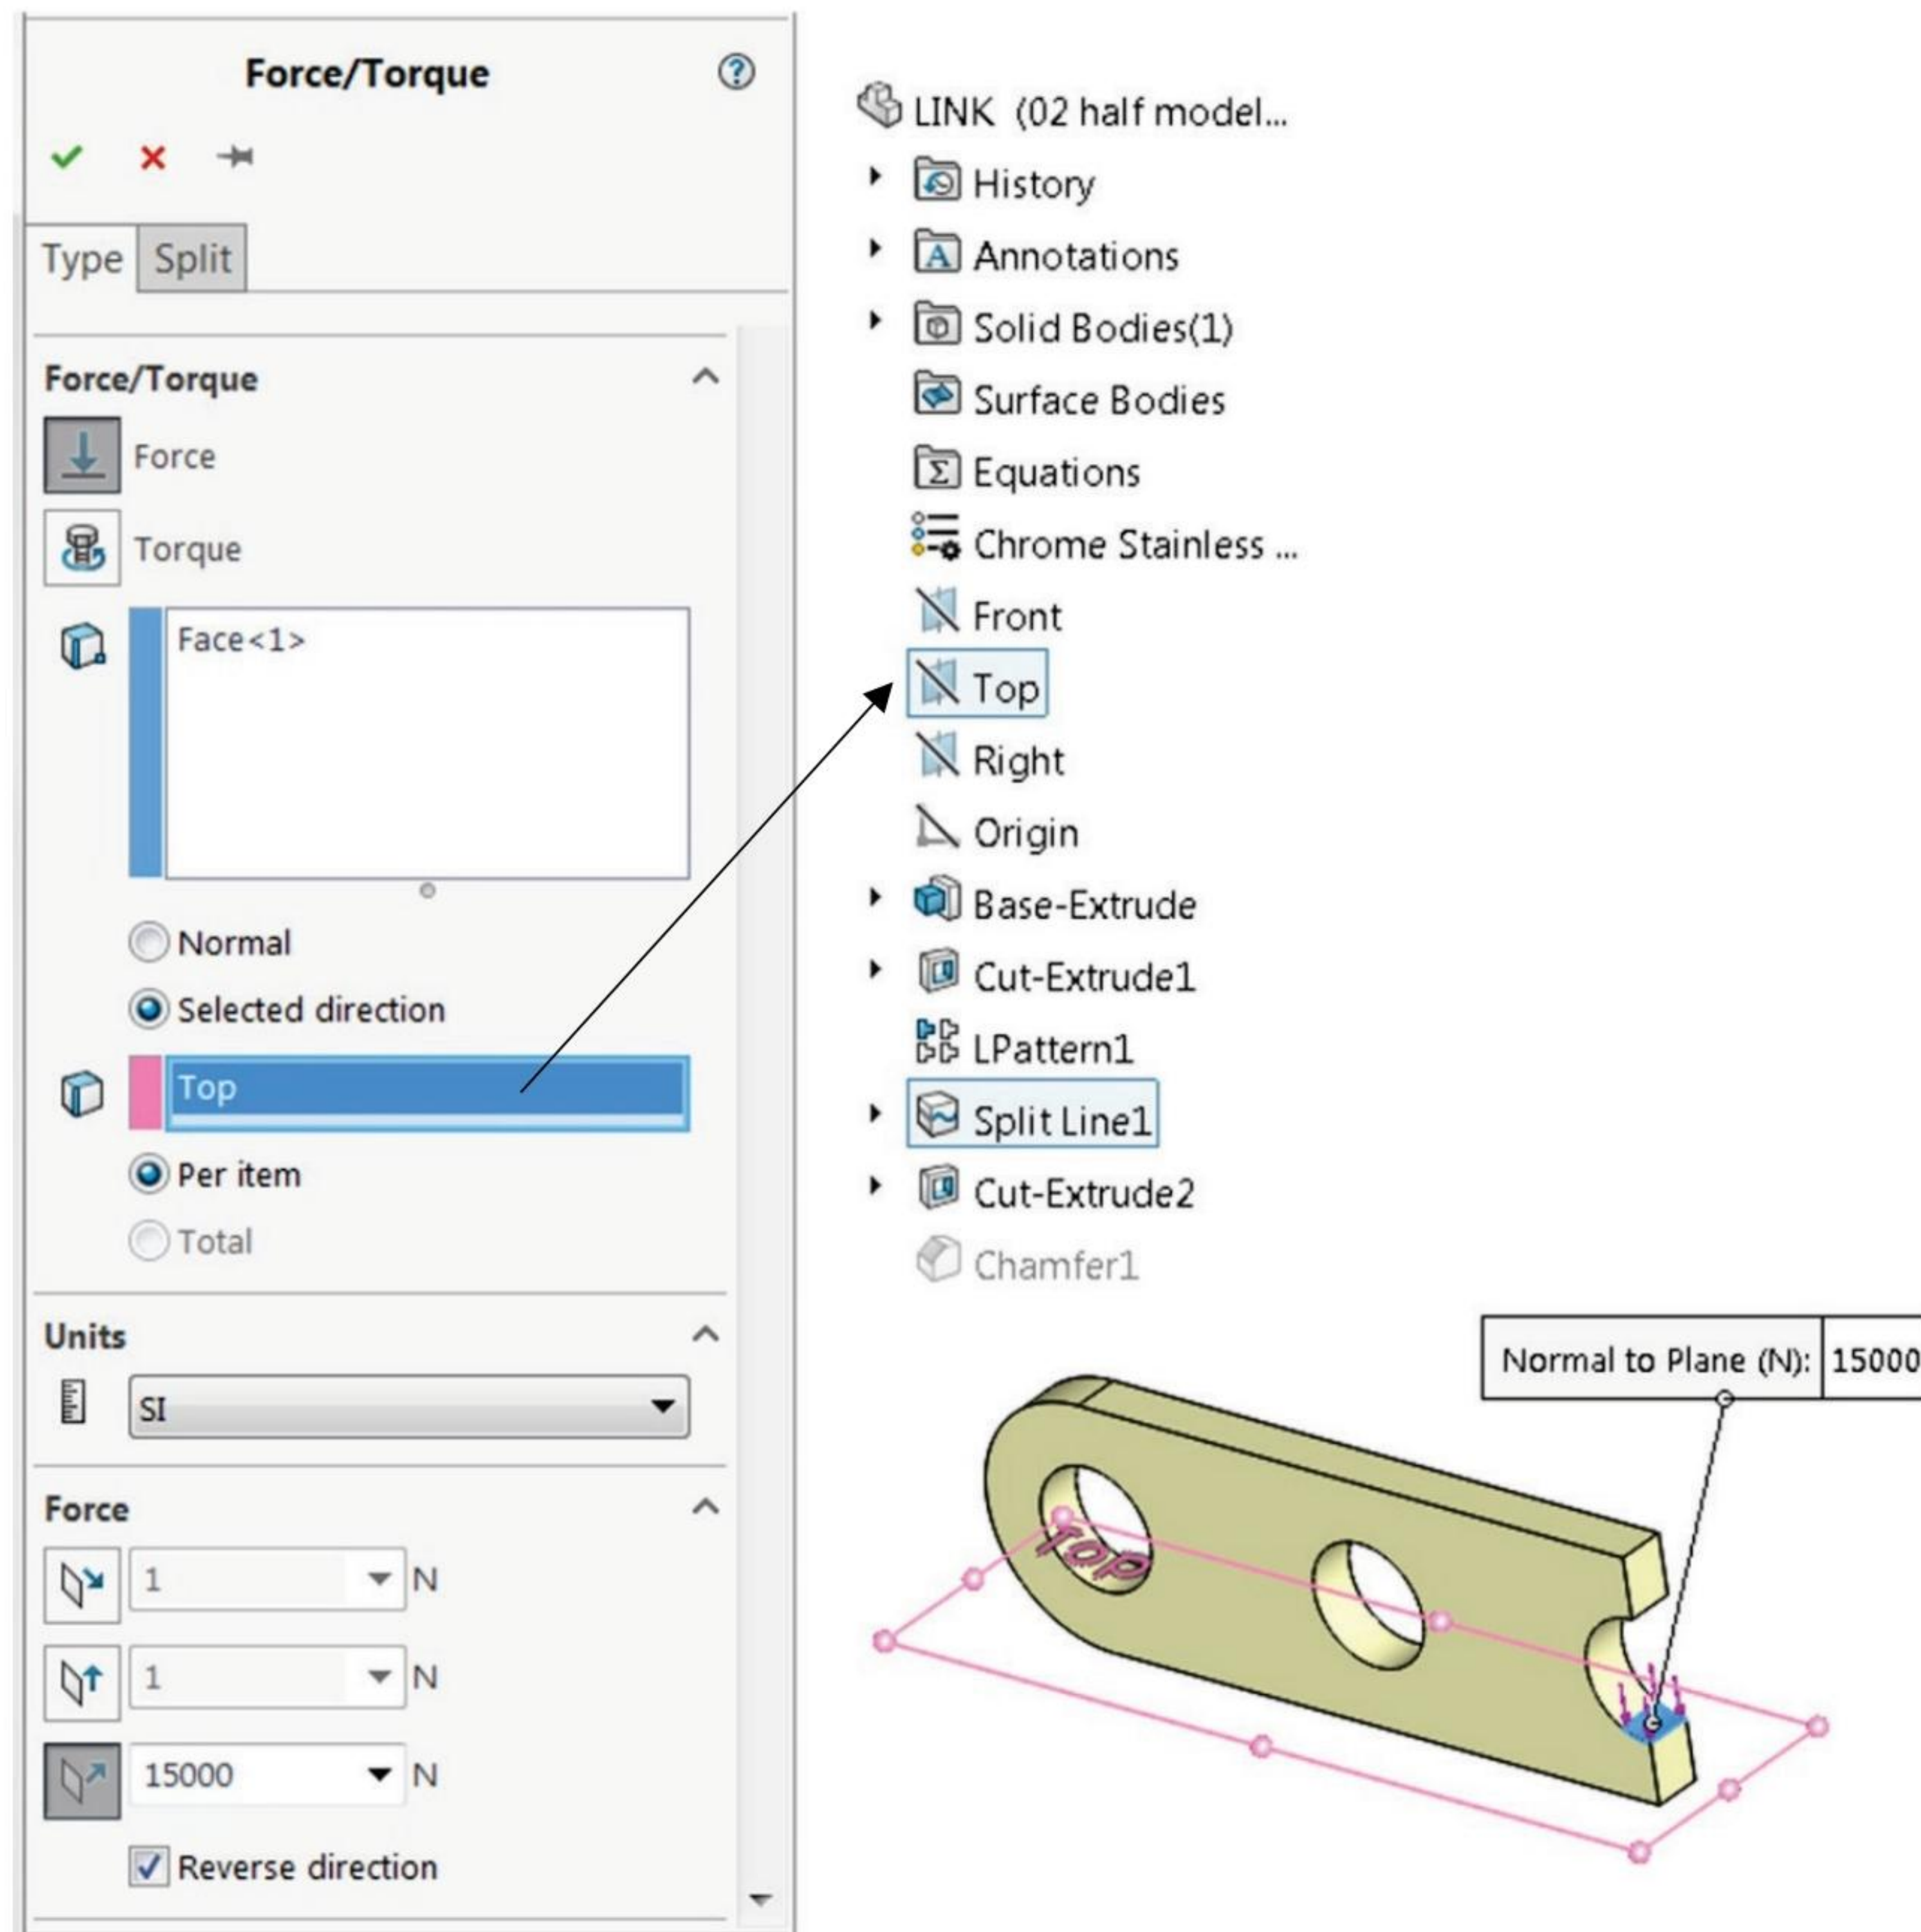 Force/Torque
Type Split
Force/Torque
Force
Torque
Face<1>
Normal
Selected direction
Top
Per item
Total
Units
SI
Force
1 N
1 N
15000 N
Reverse direction
LINK (02 half model...
History
Annotations
Solid Bodies(1)
Surface Bodies
Equations
Chrome Stainless ...
Front
Top
Right
Origin
Base-Extrude
Cut-Extrude1
LPattern1
Split Line1
Cut-Extrude2
Chamfer1
Normal to Plane (N): 15000
Top